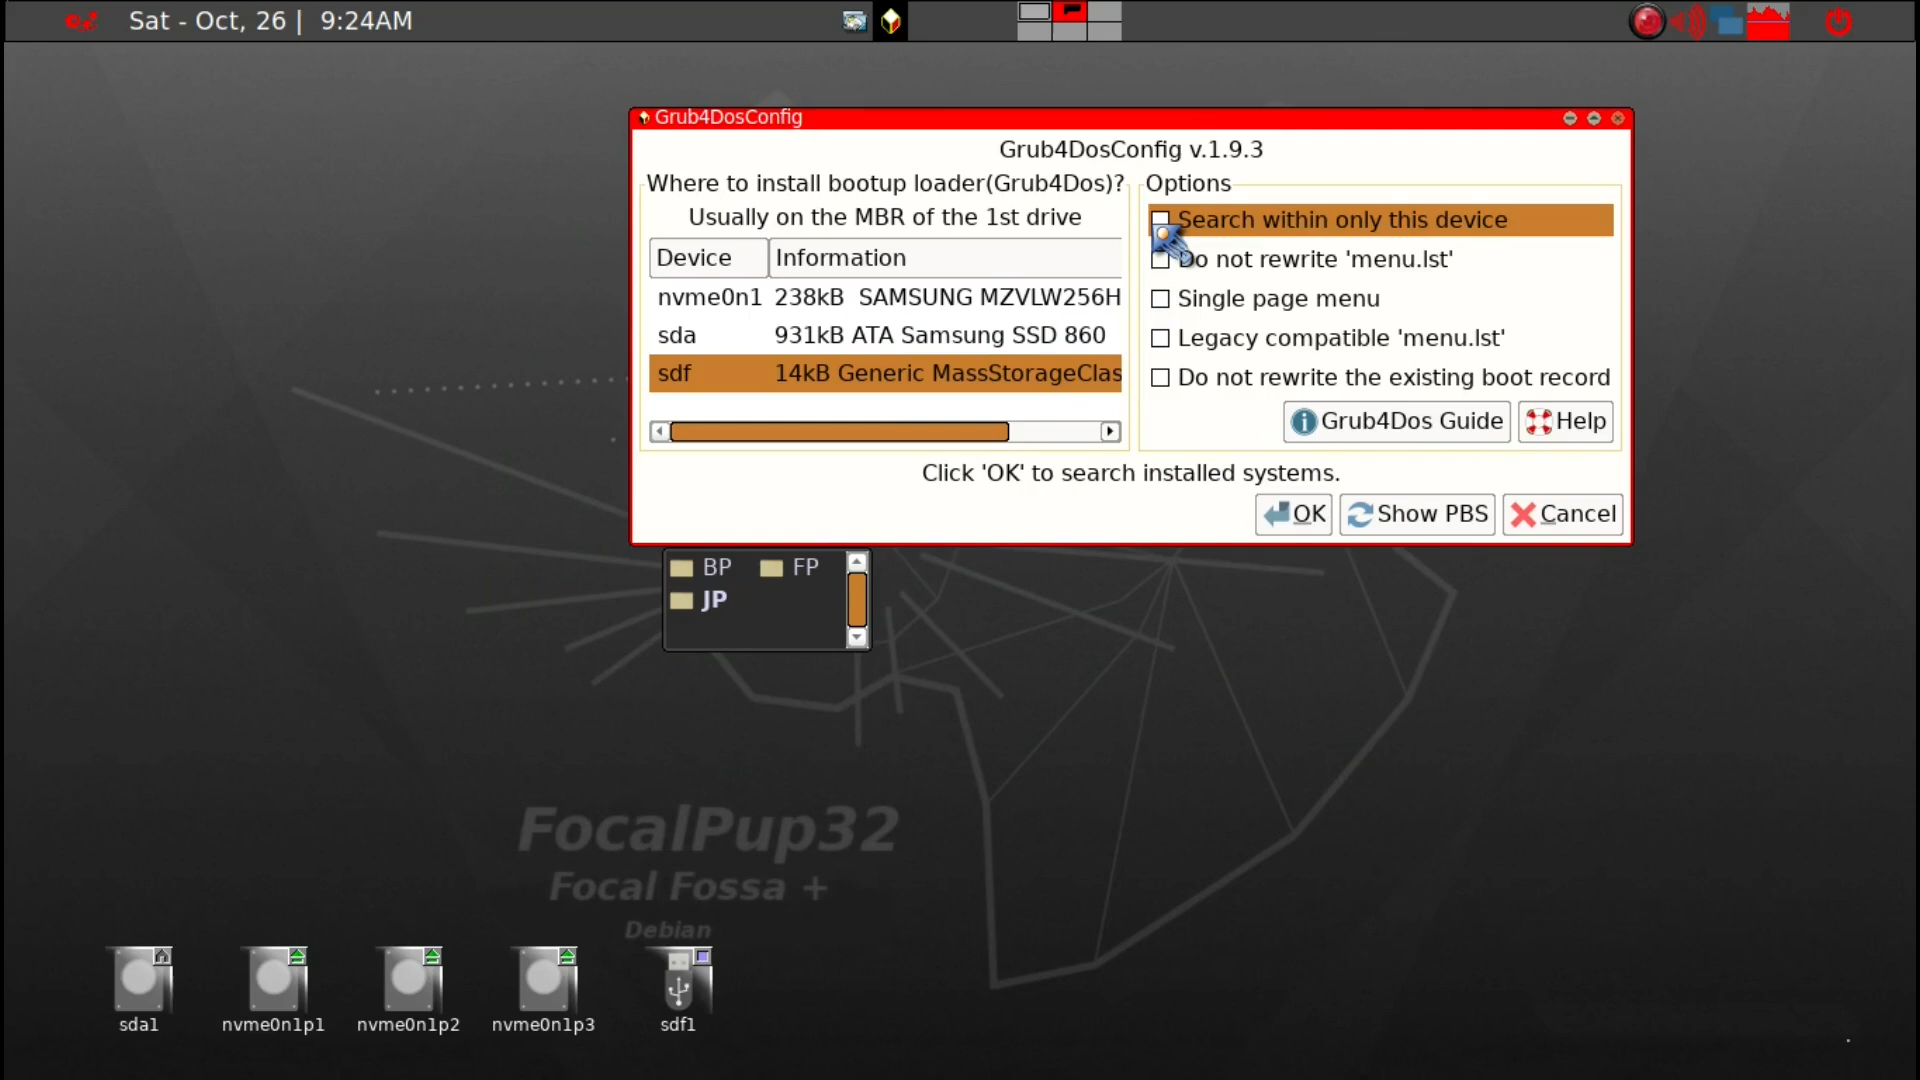 Sat - Oct, 26 | 9:24AM
Grub4DosConfig
Grub4DosConfig v.1.9.3
Where to install bootup loader(Grub4Dos)?
Usually on the MBR of the 1st drive
Device Information
nvme0n1 238kB SAMSUNG MZVLW256H
sda 931kB ATA Samsung SSD 860
sdf 14kB Generic MassStorageClas
Options
Search within only this device
Do not rewrite 'menu.lst'
Single page menu
Legacy compatible 'menu.lst'
Do not rewrite the existing boot record
Grub4Dos Guide Help
Click 'OK' to search installed systems.
OK Show PBS Cancel
BP FP
JP
FocalPup32
Focal Fossa +
Debian
sda1 nvme0n1p1 nvme0n1p2 nvme0n1p3 sdf1